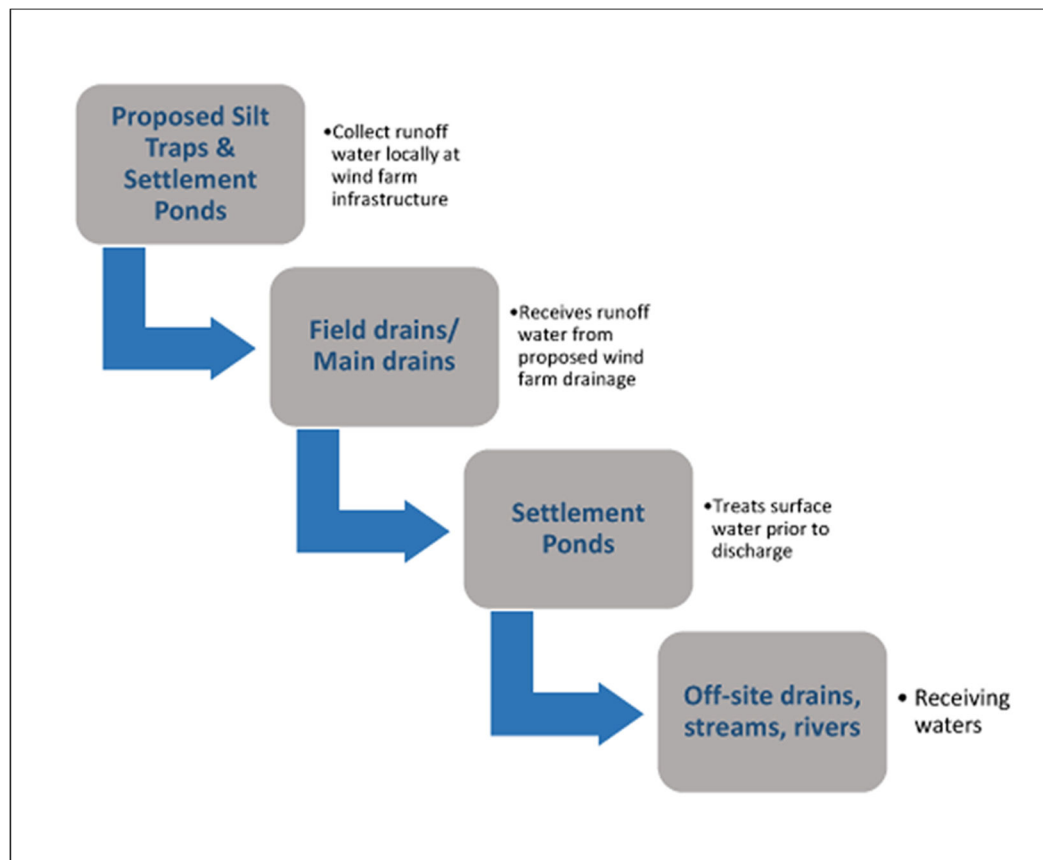 Proposed Silt
Traps &
Settlement
Ponds
•Collect runoff
water locally at
wind farm
infrastructure
Field drains/
Main drains
•Receives runoff
water from
proposed wind
farm drainage
Settlement
Ponds
•Treats surface
water prior to
discharge
Off-site drains,
streams, rivers
• Receiving
waters